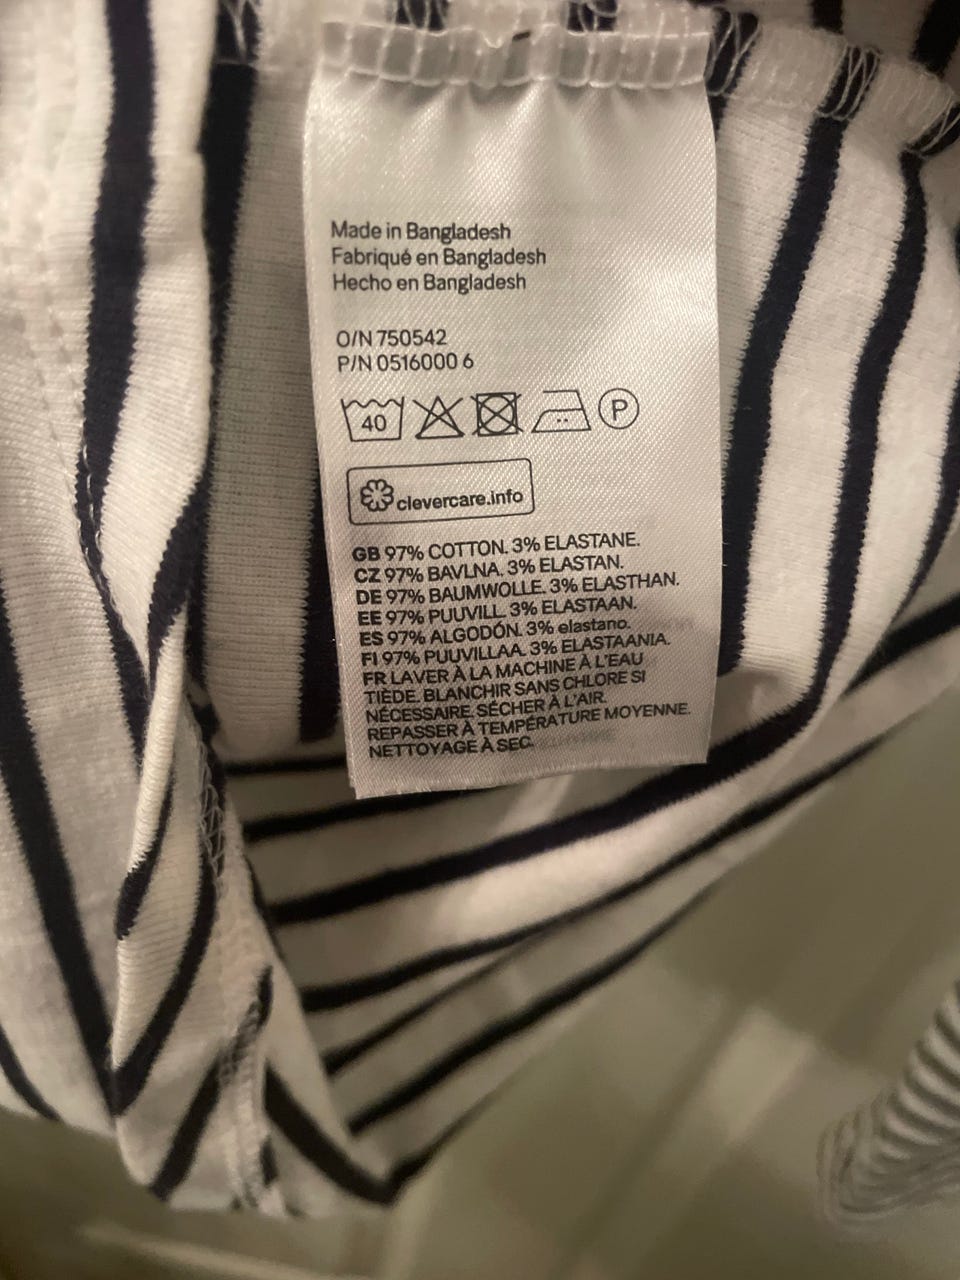 Made in Bangladesh
Fabriqué en Bangladesh
Hecho en Bangladesh
O/N 750542
P/N 0516000 6
40 P
clevercare.info
GB 97% COTTON. 3% ELASTANE.
CZ 97% BAVLNA. 3% ELASTAN.
DE 97% BAUMWOLLE. 3% ELASTHAN.
EE 97% PUUVILL. 3% ELASTAAN.
ES 97% ALGODÓN. 3% elastano.
FI 97% PUUVILLAA. 3% ELASTAANIA.
FR LAVER À LA MACHINE À L'EAU
TIÈDE. BLANCHIR SANS CHLORE SI
NÉCESSAIRE. SÉCHER À L'AIR.
REPASSER À TEMPÉRATURE MOYENNE.
NETTOYAGE À SEC.